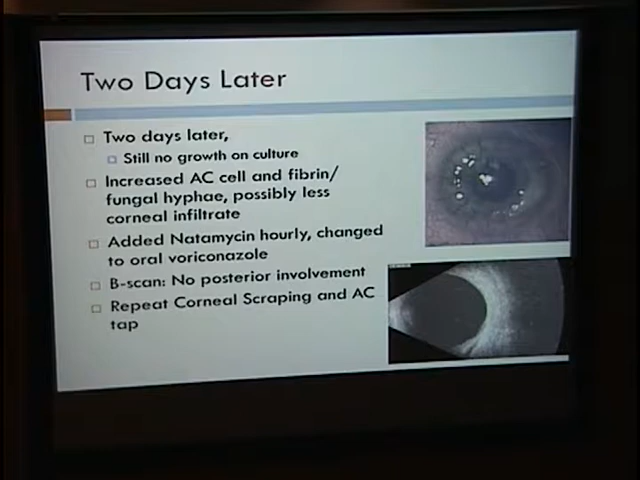 Two Days Later
Two days later,
Still no growth on culture
Increased AC cell and fibrin/
fungal hyphae, possibly less
corneal infiltrate
Added Natamycin hourly, changed
to oral voriconazole
B-scan: No posterior involvement
Repeat Corneal Scraping and AC
tap